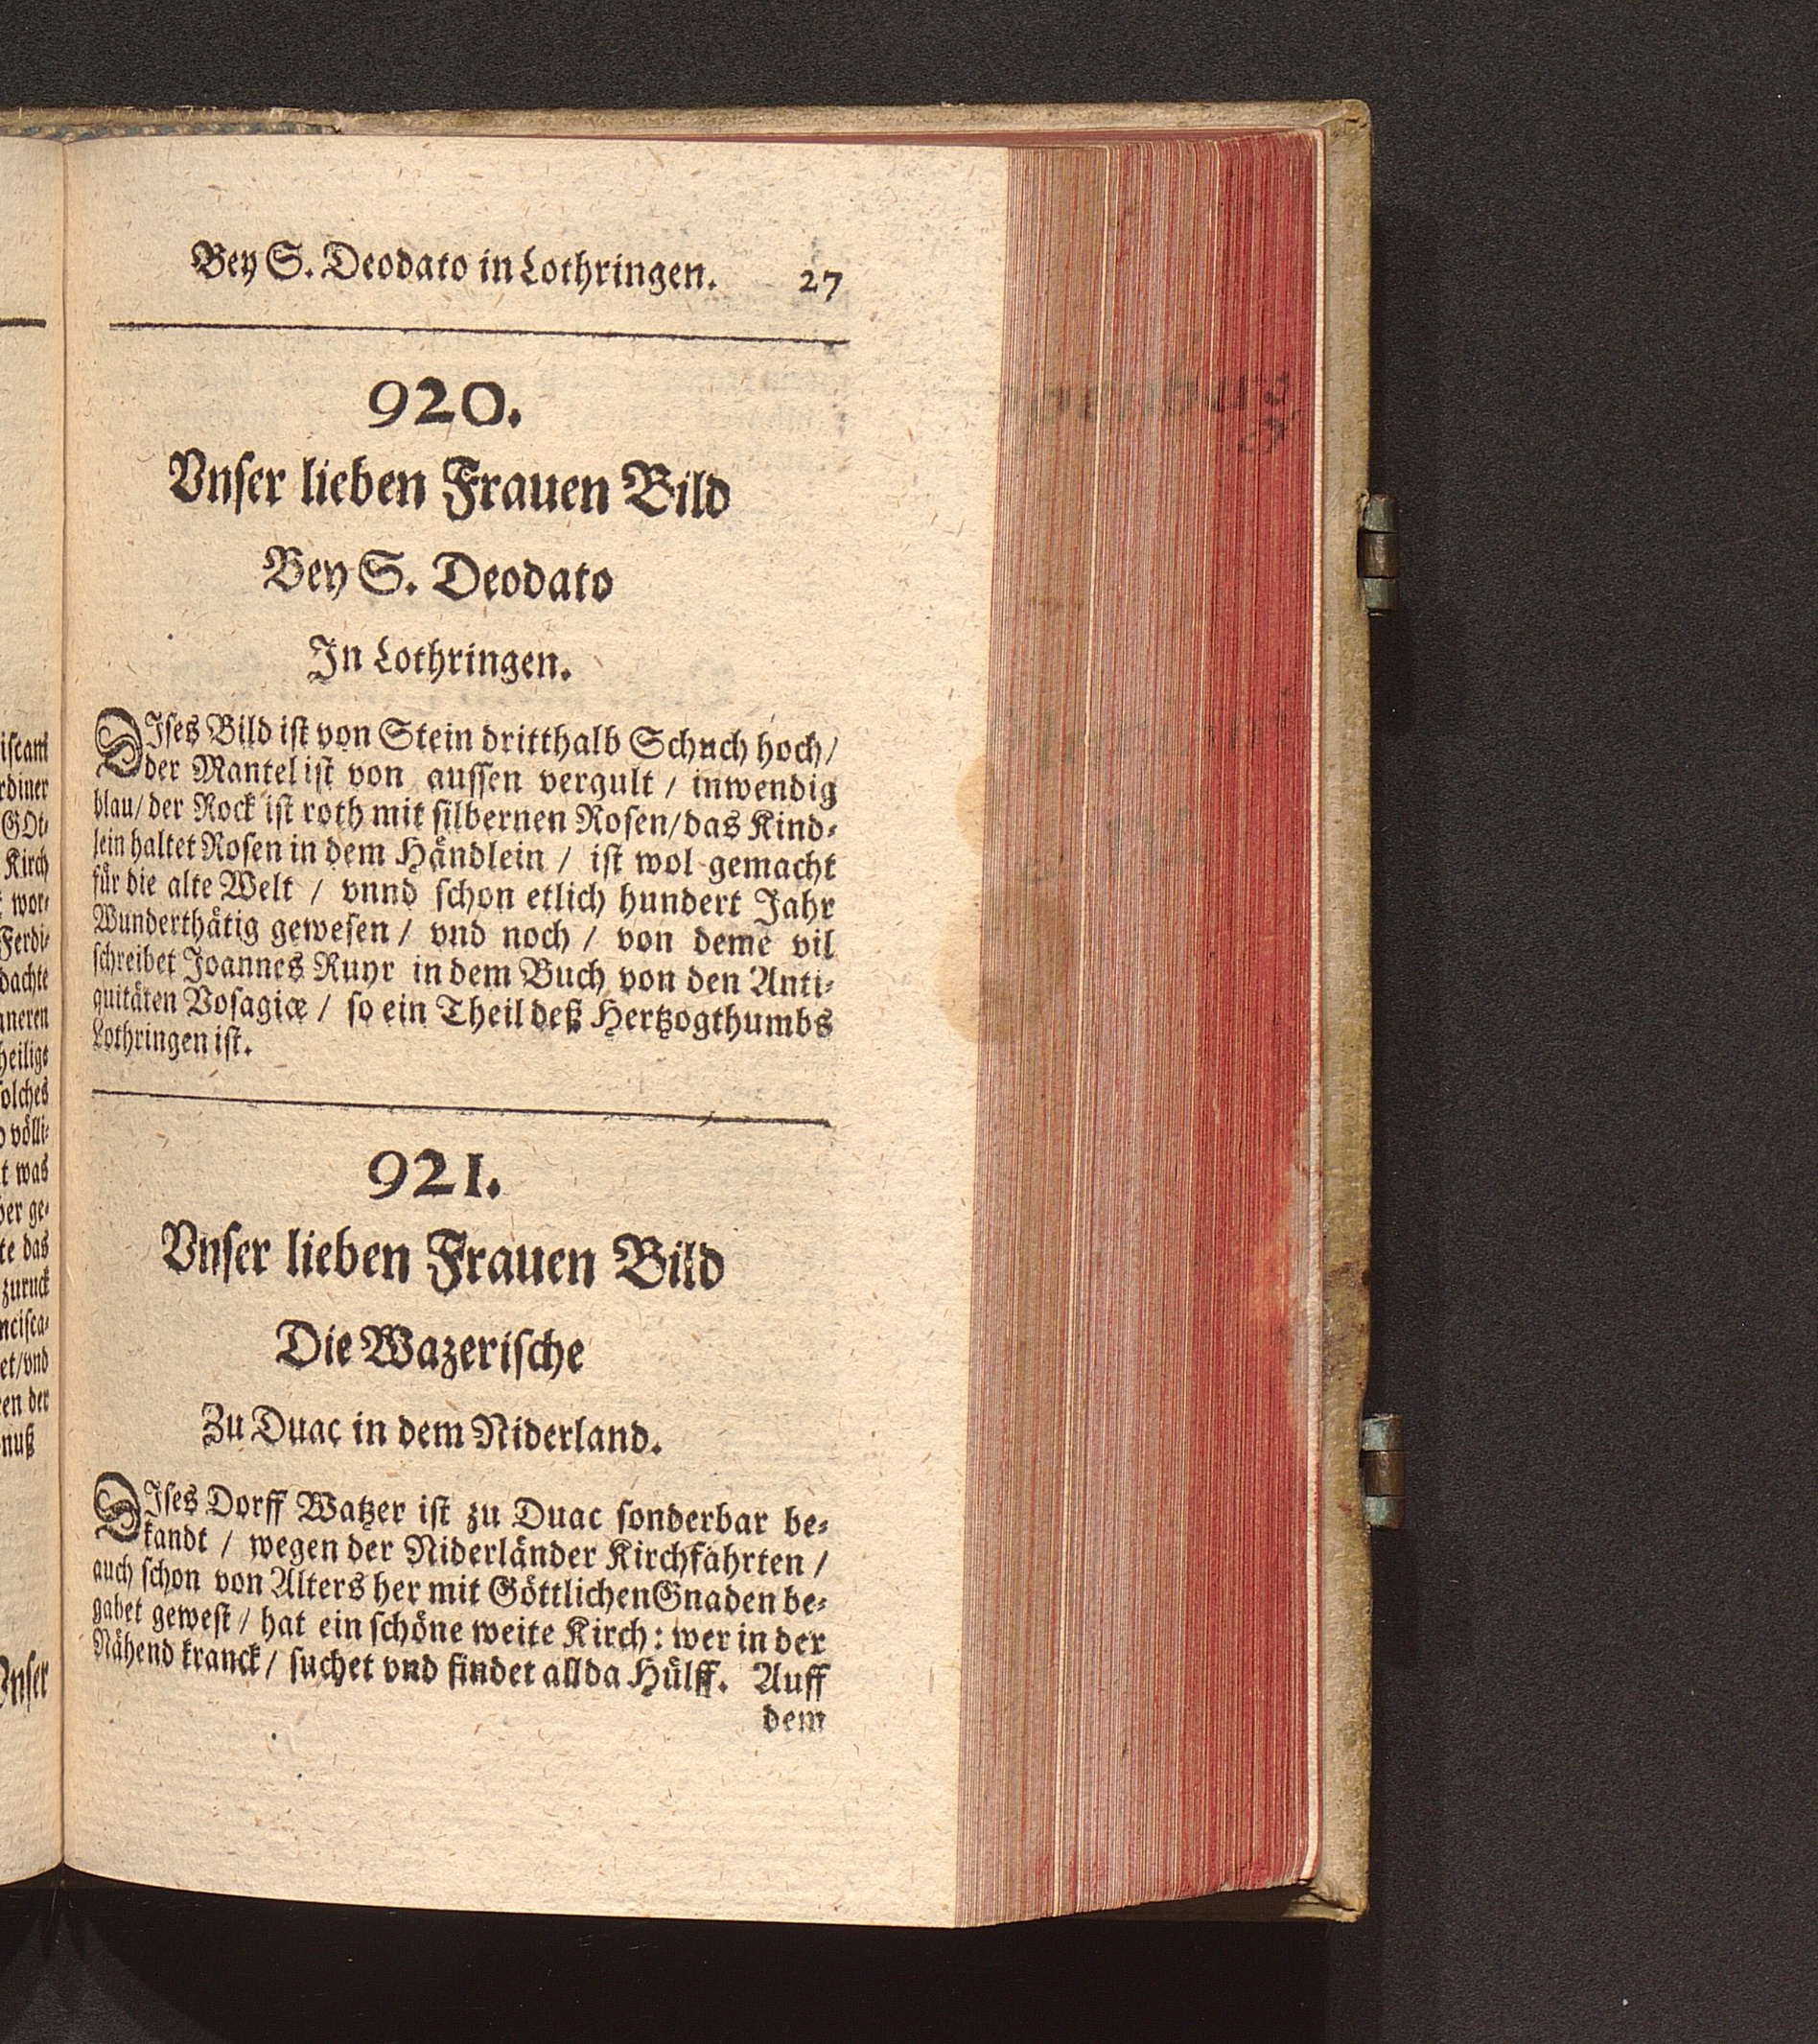 Bey S. Deodato in Lothringen. 27
920.
Vnser lieben Frauen Bild
Bey S. Deodato
In Lothringen.
DIses Bild ist von Stein dritthalb Schuch hoch/
der Mantel ist von aussen vergult / inwendig
blau/ der Rock ist roth mit silbernen Rosen/ das Kind-
lein haltet Rosen in dem Händlein / ist wol gemacht
für die alte Welt / vnnd schon etlich hundert Jahr
Wunderthätig gewesen / vnd noch / von deme vil
schreibet Joannes Ruyr in dem Buch von den Anti-
quitäten Vosagiæ / so ein Theil deß Hertzogthumbs
Lothringen ist.
921.
Vnser lieben Frauen Bild
Die Wazerische
Zu Duac in dem Niderland.
DIses Dorff Watzer ist zu Duac sonderbar be-
kandt / wegen der Niderländer Kirchfährten /
auch schon von Alters her mit Göttlichen Gnaden be-
gabet gewest / hat ein schöne weite Kirch: wer in der
Nähend kranck / suchet vnd findet allda Hülff. Auff
dem